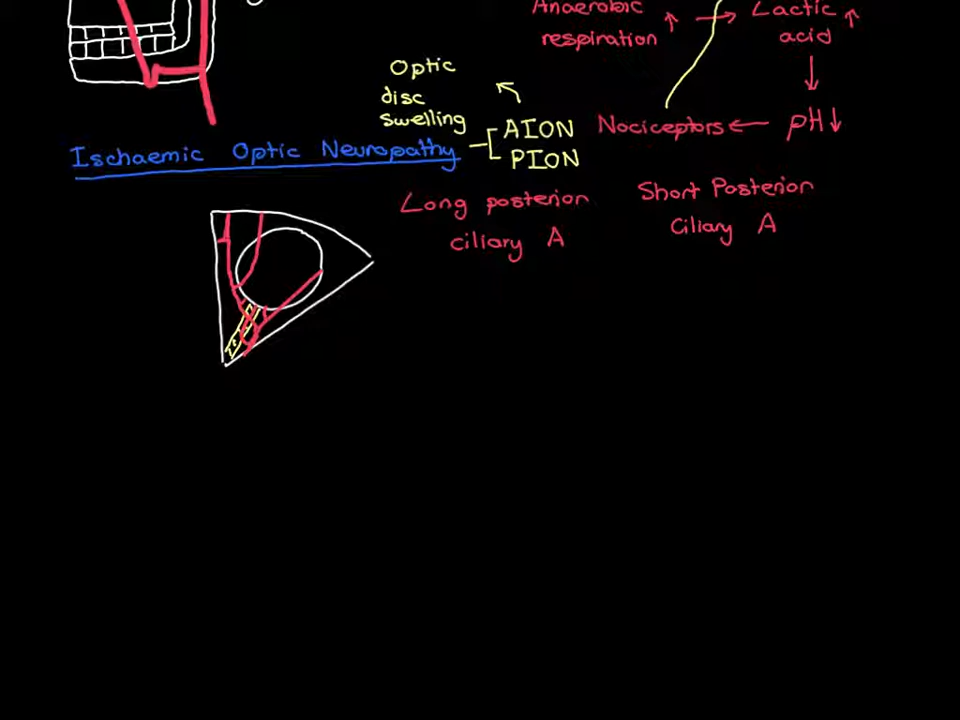 Anaerobic
respiration ↑ → Lactic
acid ↑
↓
Optic
disc
swelling
AION
PION
Nociceptors ← pH↓
Ischaemic Optic Neuropathy
Long posterior
ciliary A
Short Posterior
Ciliary A